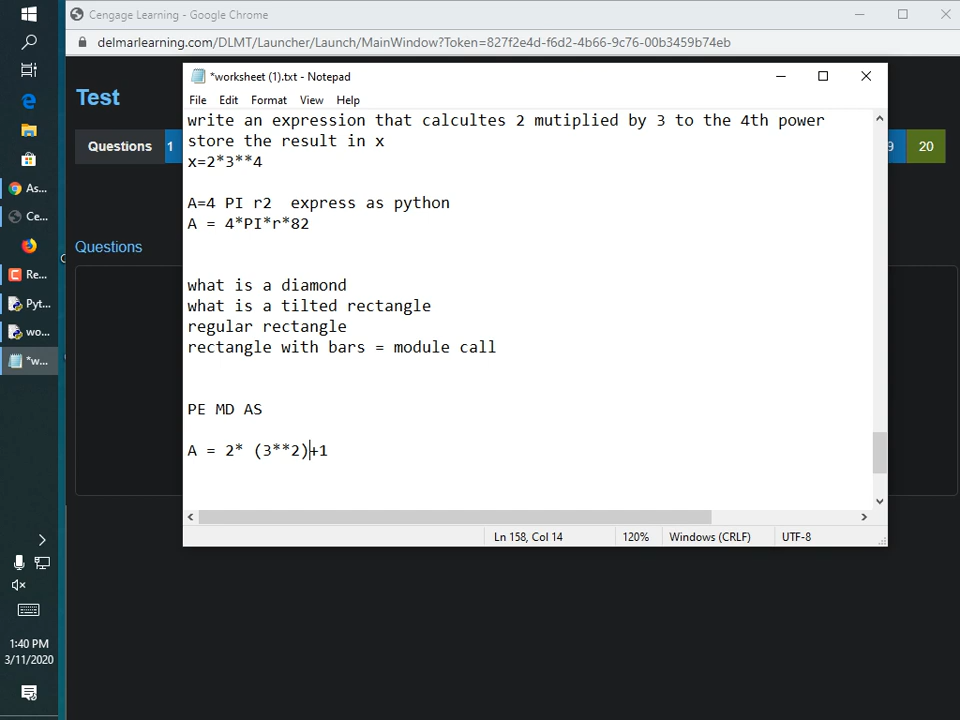 Cengage Learning - Google Chrome
delmarlearning.com/DLMT/Launcher/Launch/MainWindow?Token=827f2e4d-f6d2-4b66-9c76-00b3459b74eb
Test
Questions
1
9
20
Questions
*worksheet (1).txt - Notepad
File Edit Format View Help
write an expression that calcultes 2 mutiplied by 3 to the 4th power
store the result in x
x=2*3**4
A=4 PI r2 express as python
A = 4*PI*r*82
what is a diamond
what is a tilted rectangle
regular rectangle
rectangle with bars = module call
PE MD AS
A = 2* (3**2)+1
Ln 158, Col 14
120%
Windows (CRLF)
UTF-8
As...
Ce...
Re...
Pyt...
wo...
*w...
1:40 PM
3/11/2020